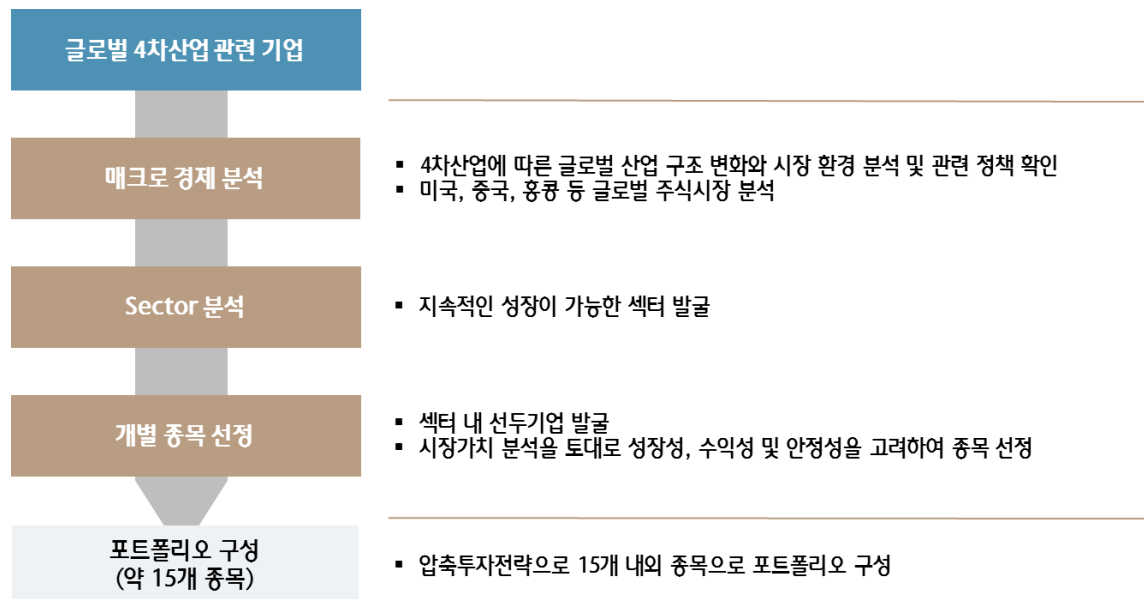 글로벌 4차산업 관련 기업
매크로 경제 분석
▪ 4차산업에 따른 글로벌 산업 구조 변화와 시장 환경 분석 및 관련 정책 확인
▪ 미국, 중국, 홍콩 등 글로벌 주식시장 분석
Sector 분석
▪ 지속적인 성장이 가능한 섹터 발굴
개별 종목 선정
▪ 섹터 내 선두기업 발굴
▪ 시장가치 분석을 토대로 성장성, 수익성 및 안정성을 고려하여 종목 선정
포트폴리오 구성
(약 15개 종목)
▪ 압축투자전략으로 15개 내외 종목으로 포트폴리오 구성